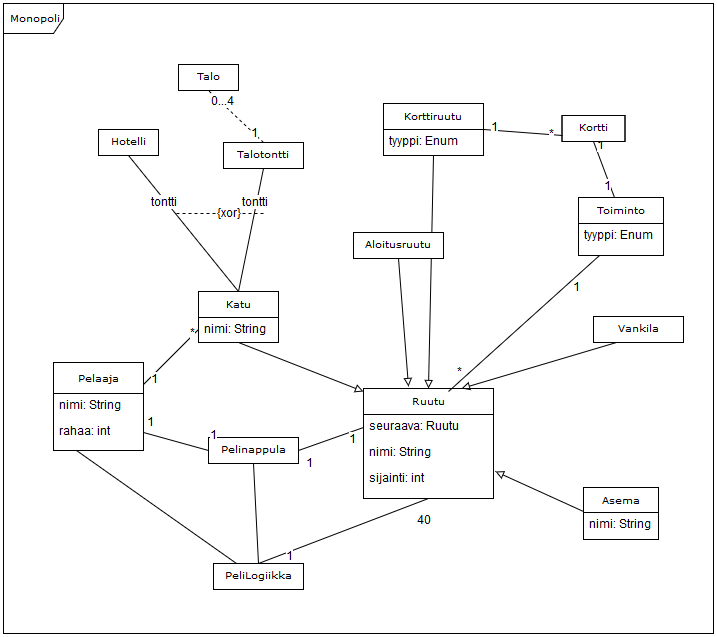 Monopoli
Talo
0...4
1
Hotelli
Talotontti
tontti
tontti
{xor}
Korttiruutu
tyyppi: Enum
1
*
Kortti
1
1
Toiminto
tyyppi: Enum
1
*
Aloitusruutu
Vankila
Katu
nimi: String
*
1
Pelaaja
nimi: String
rahaa: int
1
1
Pelinappula
1
1
Ruutu
seuraava: Ruutu
nimi: String
sijainti: int
40
1
PeliLogiikka
Asema
nimi: String